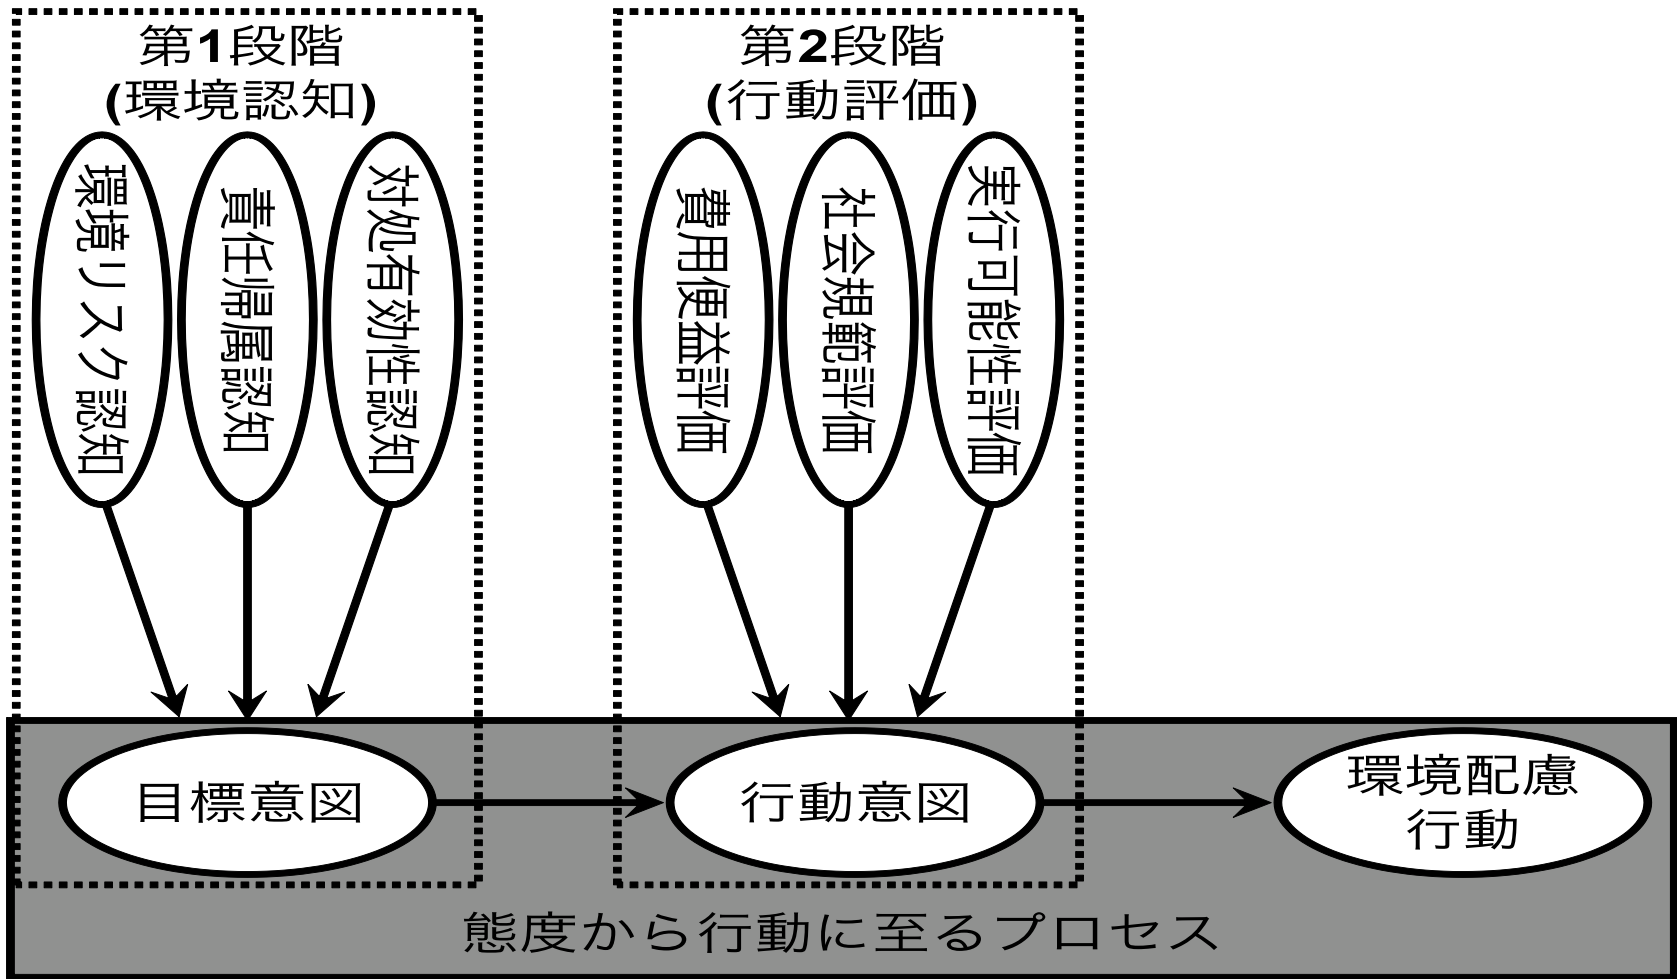 第1段階
(環境認知)
環境リスク認知
責任帰属認知
対処有効性認知
第2段階
(行動評価)
費用便益評価
社会規範評価
実行可能性評価
目標意図
行動意図
環境配慮
行動
態度から行動に至るプロセス